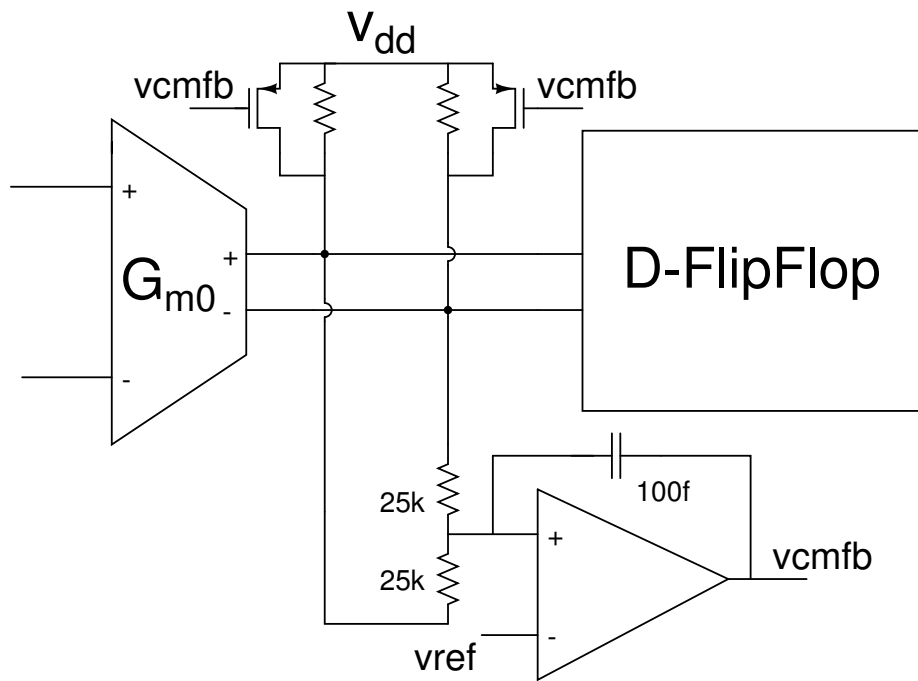 Vdd
vcmfb
vcmfb
+
-
Gm0
+
-
D-FlipFlop
25k
25k
100f
+
-
vcmfb
vref